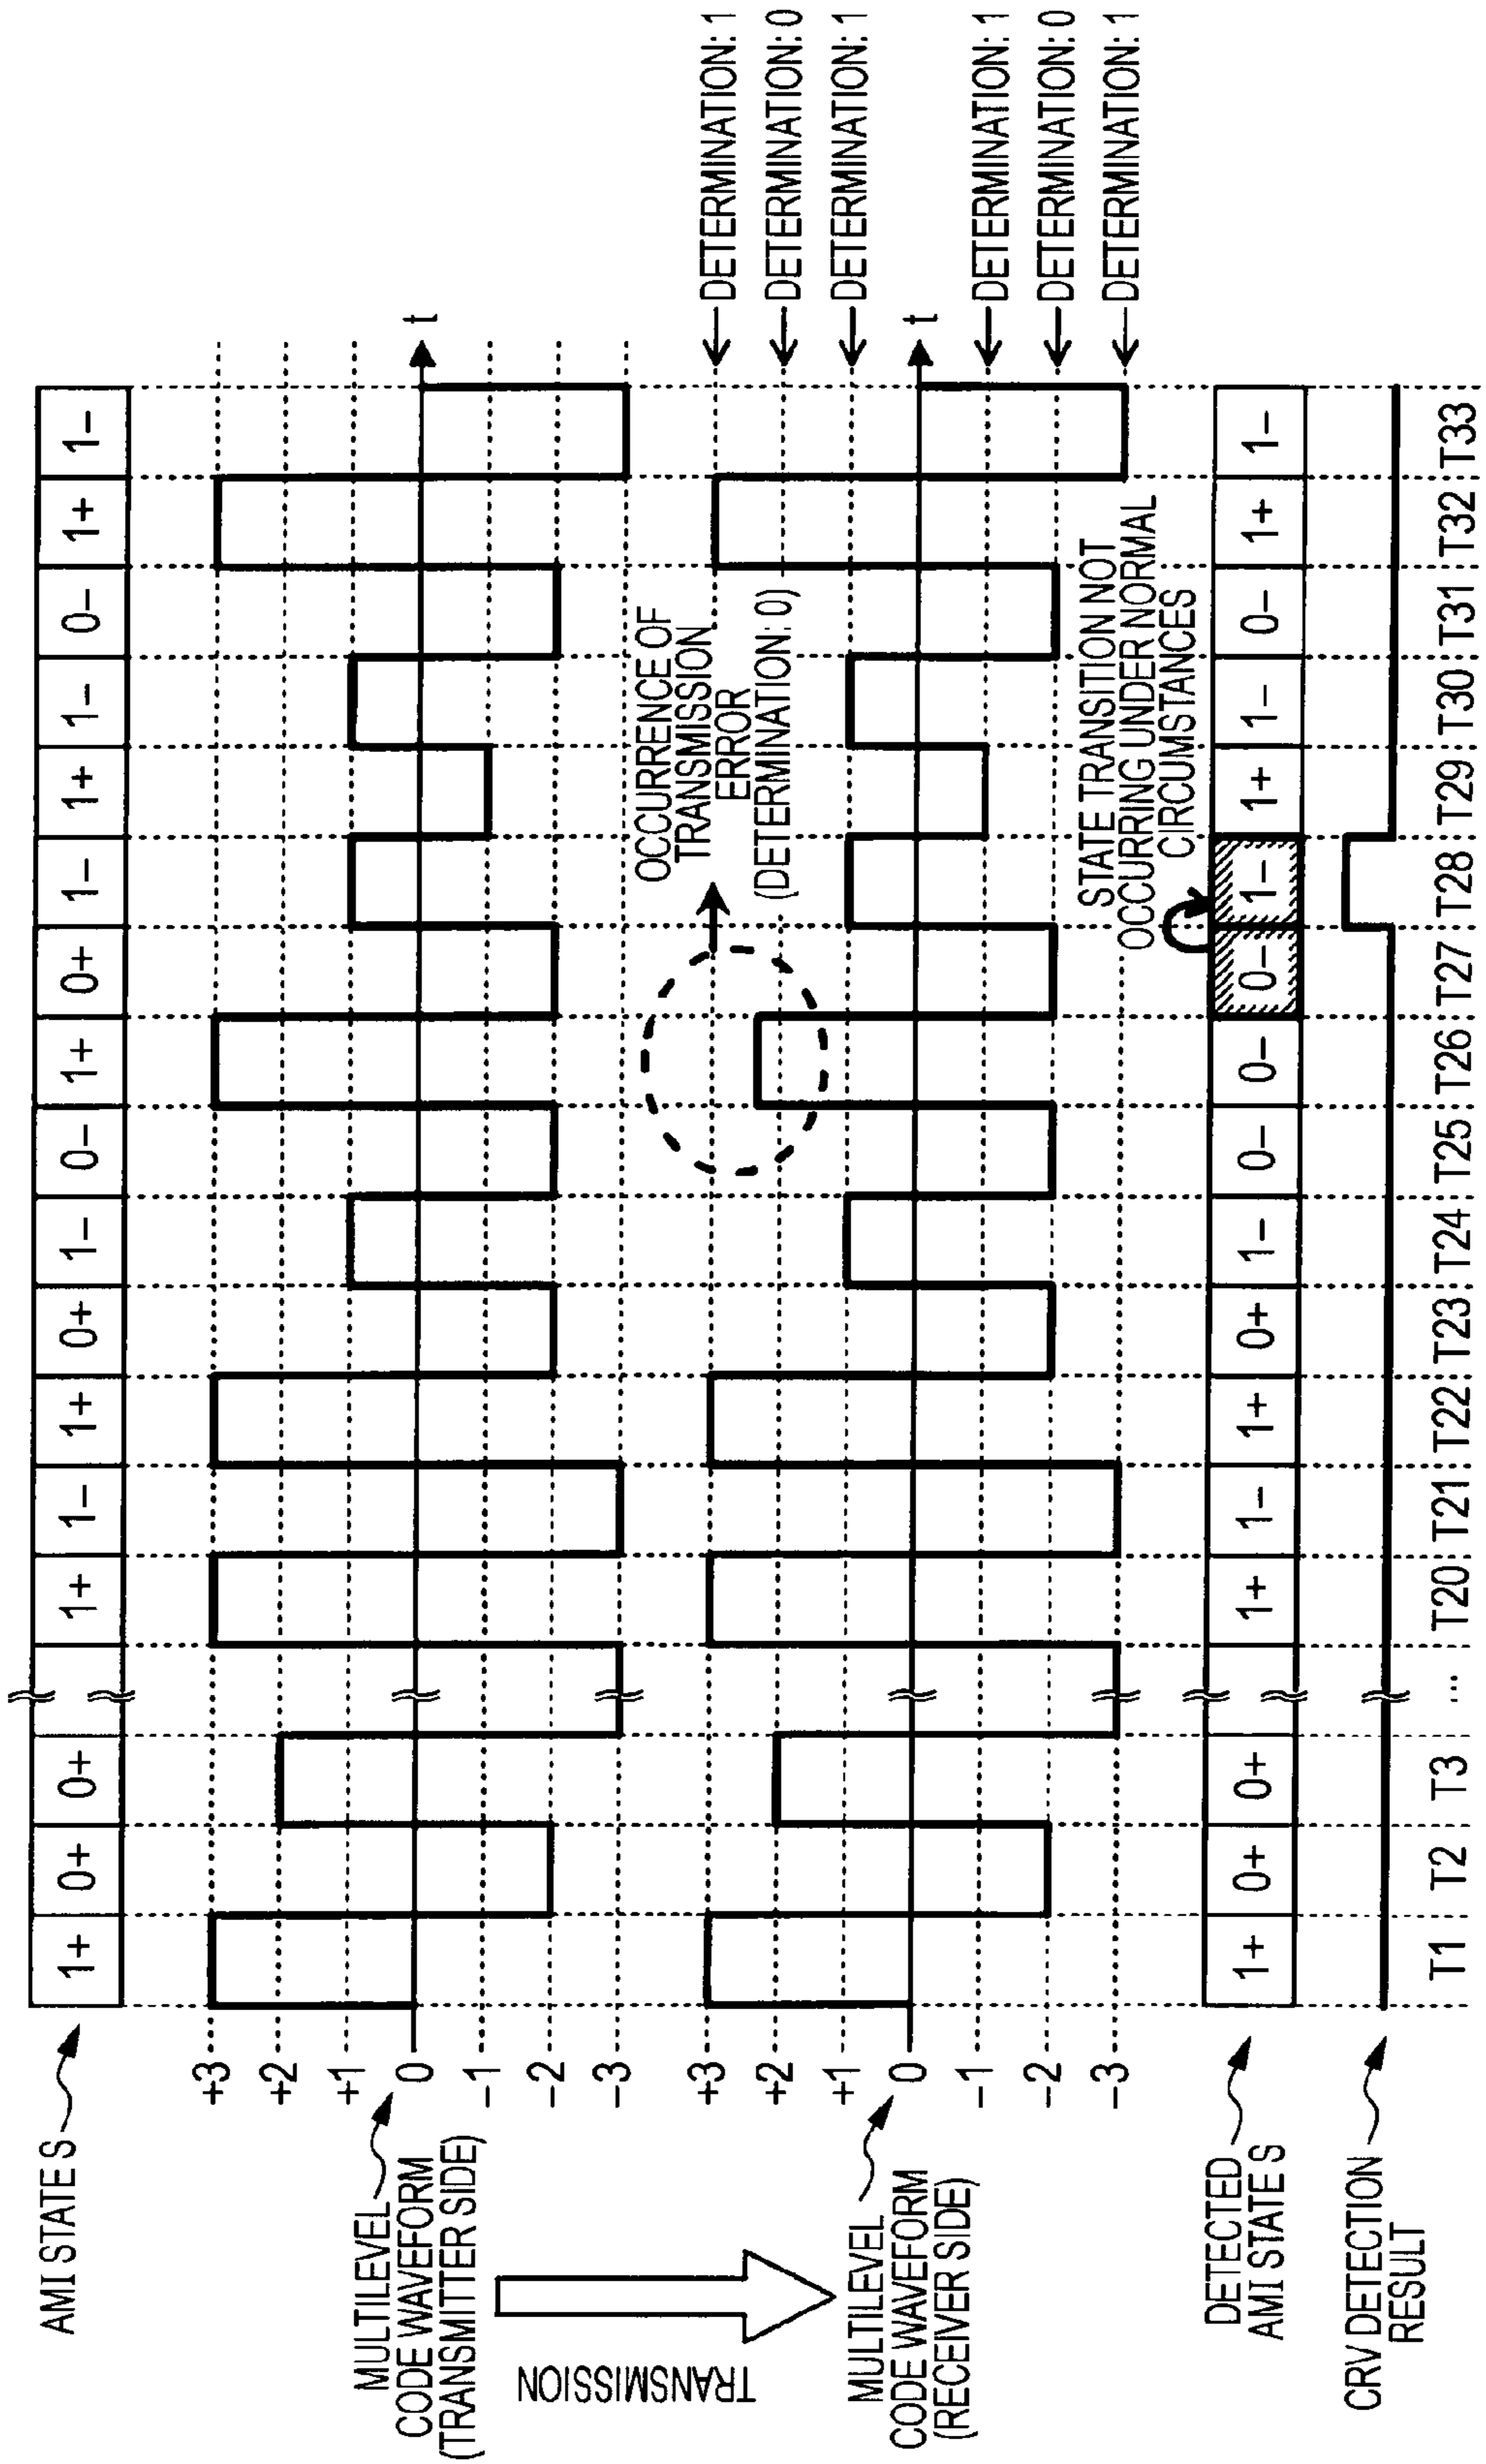 AMI STATE S
1+ 0+ 0+ 1+ 1− 1+ 0+ 1− 0− 1+ 0+ 1− 1+ 1− 0− 1+ 1−
+3
+2
+1
0
−1
−2
−3
t
MULTILEVEL
CODE WAVEFORM
(TRANSMITTER SIDE)
TRANSMISSION
OCCURRENCE OF
TRANSMISSION
ERROR
(DETERMINATION: 0)
MULTILEVEL
CODE WAVEFORM
(RECEIVER SIDE)
+3
+2
+1
0
−1
−2
−3
t
DETERMINATION: 1
DETERMINATION: 0
DETERMINATION: 1
DETERMINATION: 1
DETERMINATION: 0
DETERMINATION: 1
STATE TRANSITION NOT
OCCURRING UNDER NORMAL
CIRCUMSTANCES
DETECTED
AMI STATE S
1+ 0+ 0+ 1+ 1− 1+ 0+ 1− 0− 0− 0− 1− 1+ 1− 0− 1+ 1−
CRV DETECTION
RESULT
T1 T2 T3 ... T20 T21 T22 T23 T24 T25 T26 T27 T28 T29 T30 T31 T32 T33